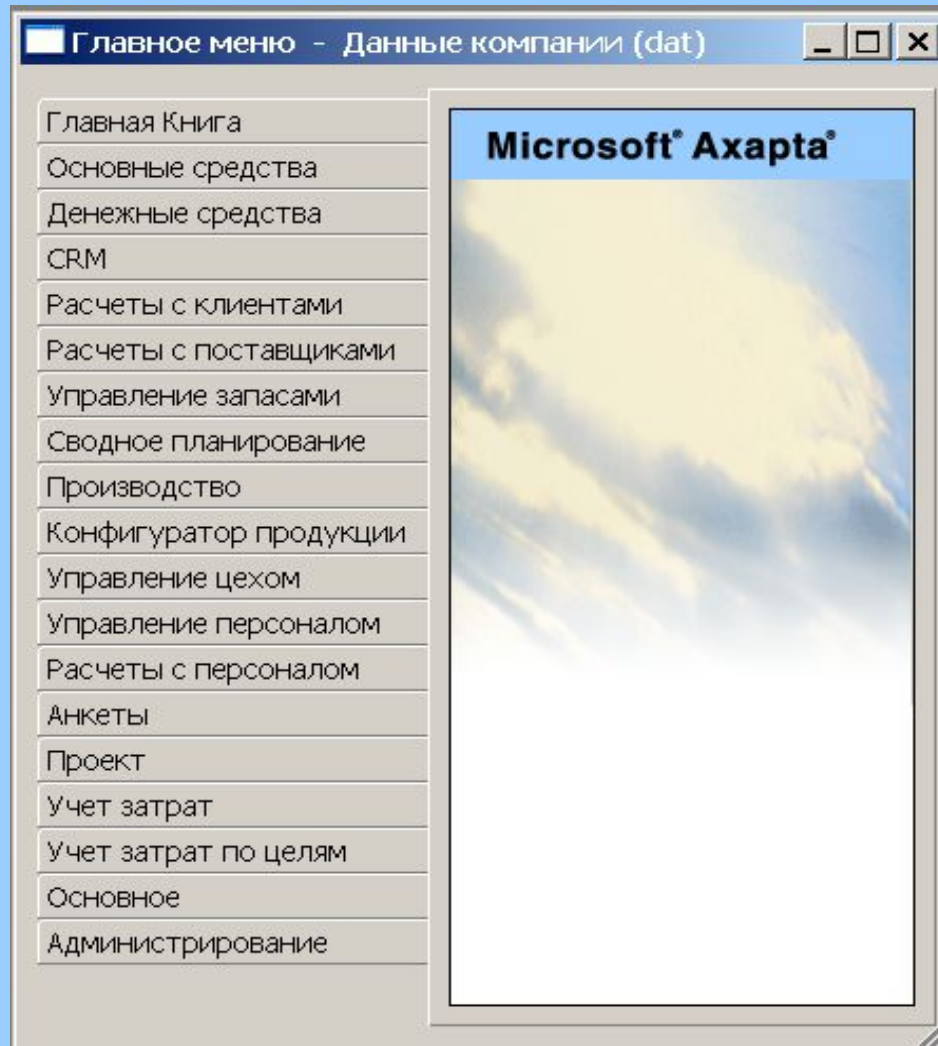 Главное меню - Данные компании (dat)
Главная Книга
Основные средства
Денежные средства
CRM
Расчеты с клиентами
Расчеты с поставщиками
Управление запасами
Сводное планирование
Производство
Конфигуратор продукции
Управление цехом
Управление персоналом
Расчеты с персоналом
Анкеты
Проект
Учет затрат
Учет затрат по целям
Основное
Администрирование
Microsoft® Axapta®